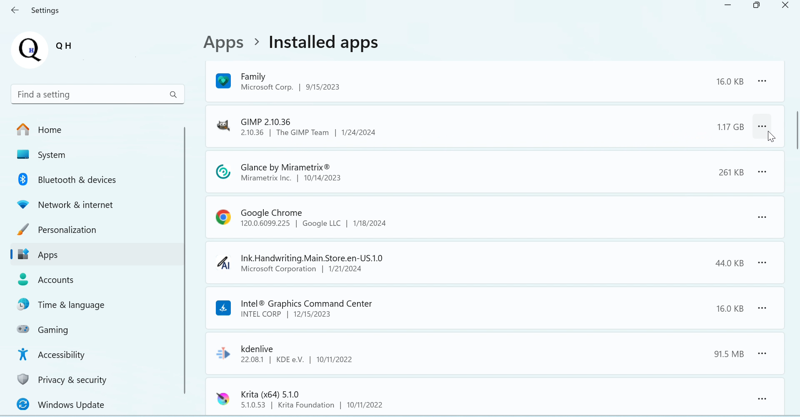 Settings
Q H
Find a setting
Home
System
Bluetooth & devices
Network & internet
Personalization
Apps
Accounts
Time & language
Gaming
Accessibility
Privacy & security
Windows Update
Apps > Installed apps
Family
Microsoft Corp. | 9/15/2023
16.0 KB
GIMP 2.10.36
2.10.36 | The GIMP Team | 1/24/2024
1.17 GB
Glance by Mirametrix®
Mirametrix Inc. | 10/14/2023
261 KB
Google Chrome
120.0.6099.225 | Google LLC | 1/18/2024
Ink.Handwriting.Main.Store.en-US.1.0
Microsoft Corporation | 1/21/2024
44.0 KB
Intel® Graphics Command Center
INTEL CORP | 12/15/2023
16.0 KB
kdenlive
22.08.1 | KDE e.V. | 10/11/2022
91.5 MB
Krita (x64) 5.1.0
5.1.0.53 | Krita Foundation | 10/11/2022